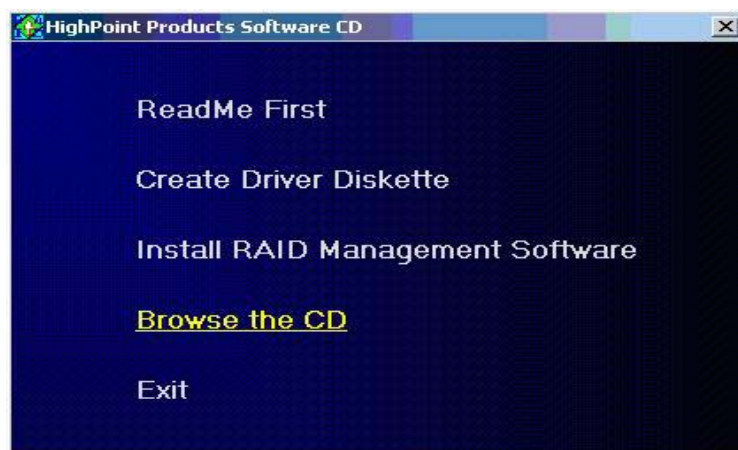 HighPoint Products Software CD
ReadMe First
Create Driver Diskette
Install RAID Management Software
Browse the CD
Exit